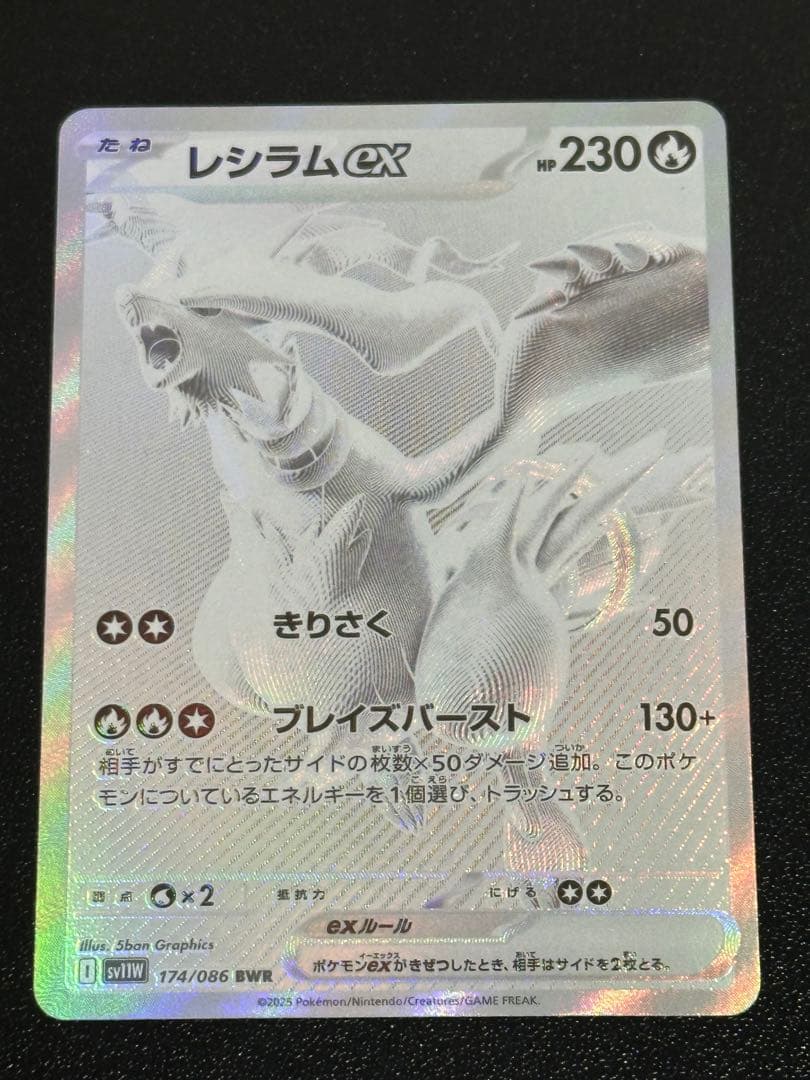 たね レシラムex HP230
きりさく 50
ブレイズバースト 130+
相手がすでにとったサイドの枚数×50ダメージ追加。このポケ
モンについているエネルギーを1個選び、トラッシュする。
弱点 ×2 抵抗力 にげる
exルール
ポケモンexがきぜつしたとき、相手はサイドを2枚とる。
Illus. 5ban Graphics
I sv11W 174/086 BWR
©2025 Pokémon/Nintendo/Creatures/GAME FREAK.